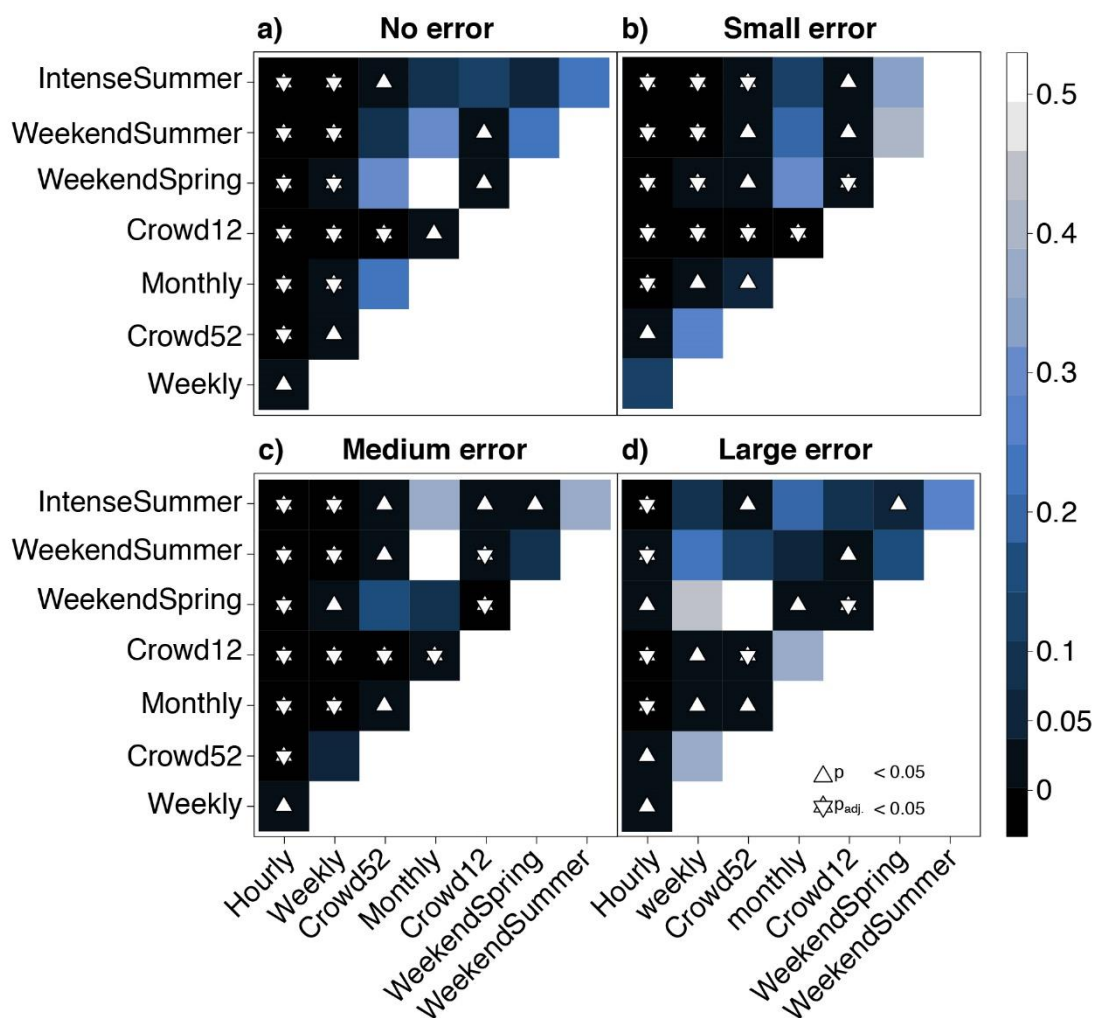 a) No error
b) Small error
IntenseSummer
WeekendSummer
WeekendSpring
Crowd12
Monthly
Crowd52
Weekly
c) Medium error
d) Large error
IntenseSummer
WeekendSummer
WeekendSpring
Crowd12
Monthly
Crowd52
Weekly
p < 0.05
padj. < 0.05
Hourly
Weekly
Crowd52
Monthly
Crowd12
WeekendSpring
WeekendSummer
Hourly
weekly
Crowd52
monthly
Crowd12
WeekendSpring
WeekendSummer
0.5
0.4
0.3
0.2
0.1
0.05
0